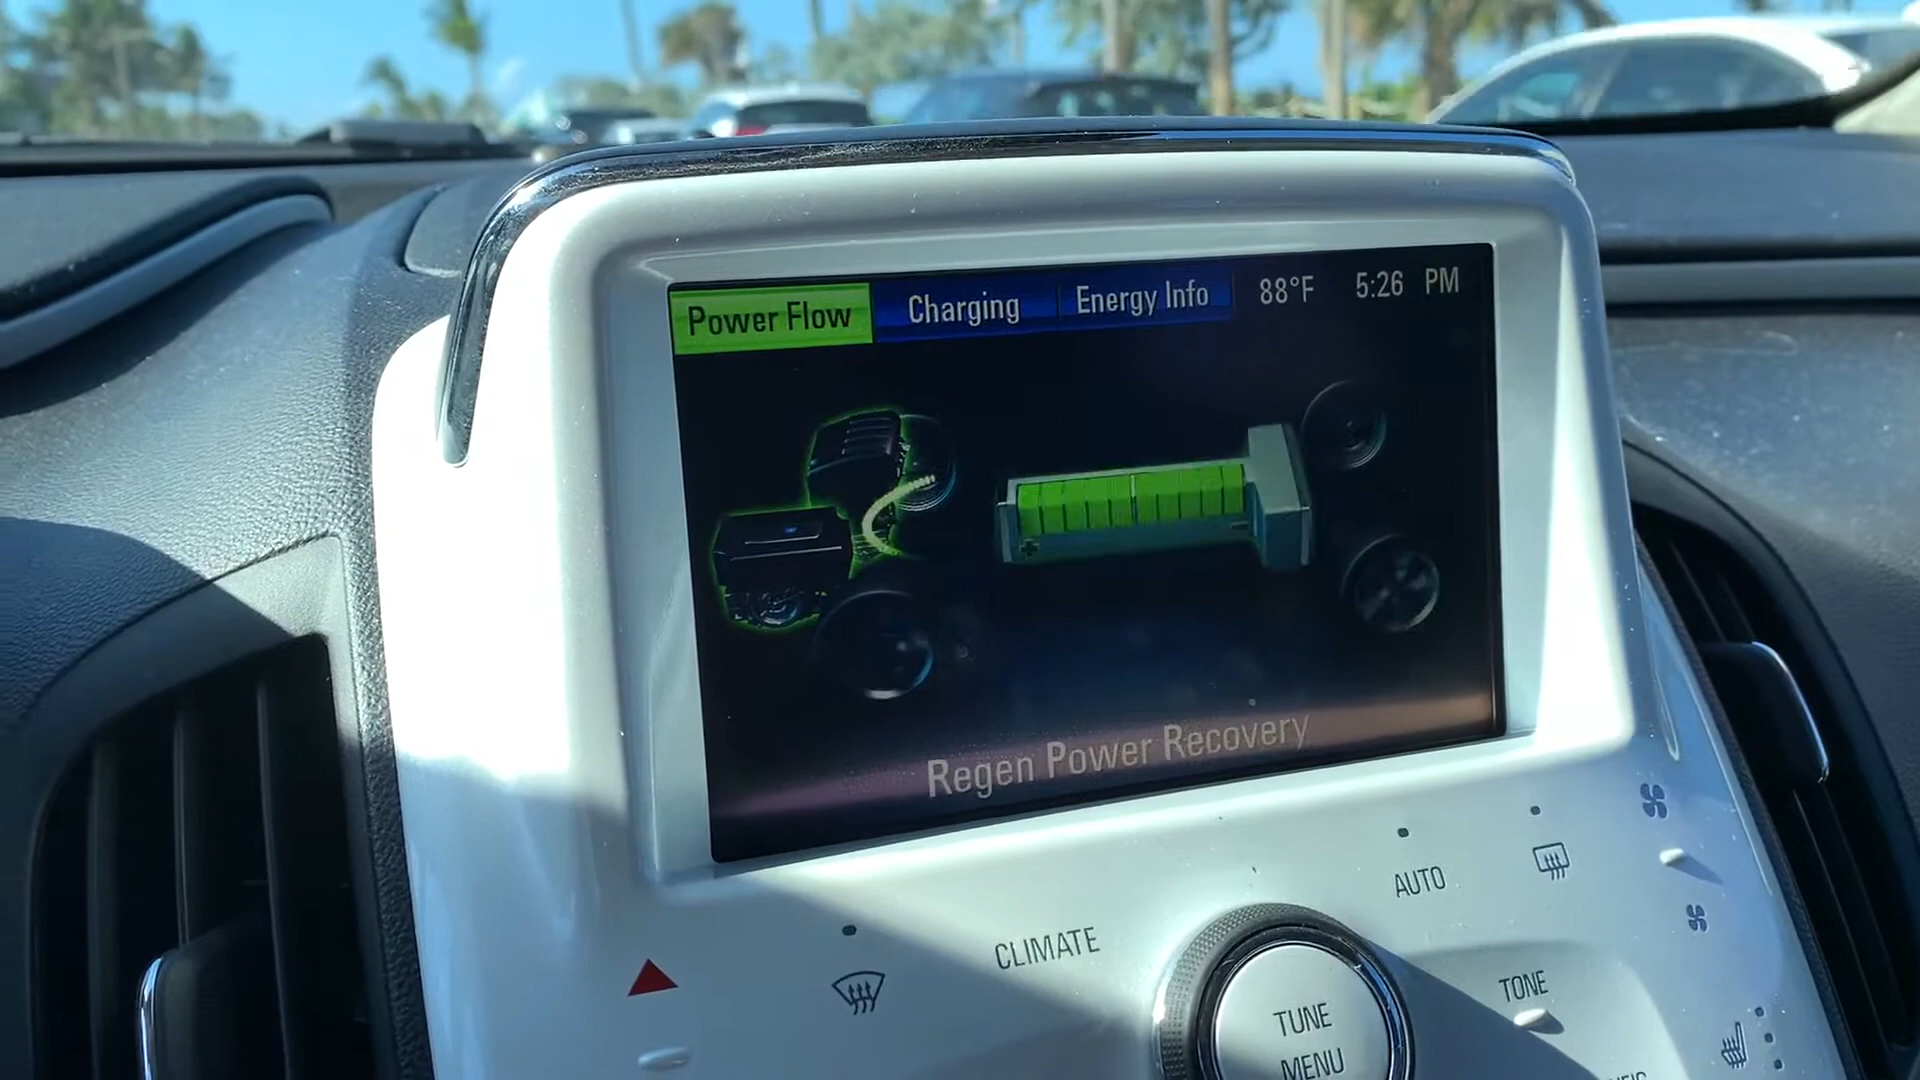 Power Flow Charging Energy Info 88°F 5:26 PM
Regen Power Recovery
AUTO
CLIMATE
TONE
TUNE
MENU